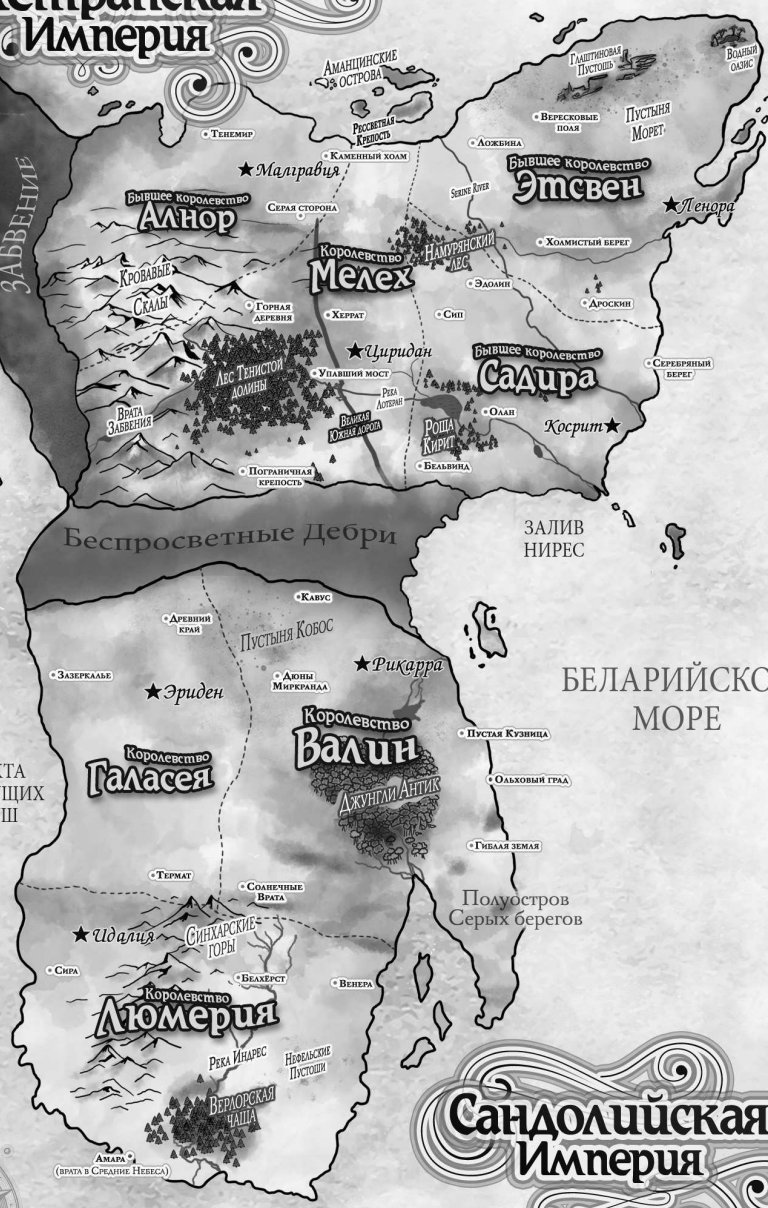 Империя
Аманцинские
острова
Рассветная
Крепость
Глаштиновая
Пустошь
Водный
оазис
Вересковые
поля
Пустыня
Морет
Тенемир
Каменный холм
Ложбина
Малгравия
Бывшее королевство
Этсвен
Serine River
Ленора
Забвение
Бывшее королевство
Алнор
Серая сторона
Намурянский
лес
Холмистый берег
Королевство
Мелех
Кровавые
Скалы
Эдолин
Дроскин
Горная
деревня
Херрат
Сип
Циридан
Бывшее королевство
Садира
Серебряный
берег
Лес Тенистой
долины
Упавший мост
Река
Лотеран
Врата
Забвения
Великая
Южная дорога
Роща
Кирит
Олан
Косрит
Пограничная
крепость
Бельвинд
Беспросветные Дебри
ЗАЛИВ
НИРЕС
Кавус
Древний
край
Пустыня Кобос
Зазеркалье
Эриден
Дюны
Миркранда
Рикарра
БЕЛАРИЙСКО
МОРЕ
Королевство
Валин
Пустая Кузница
Королевство
Галасея
Джунгли Антик
Ольховый град
Гиблая земля
Термат
Солнечные
Врата
Полуостров
Серых берегов
Идалия
Синхарские
горы
Сира
Белхёрст
Венера
Королевство
Люмерия
Река Индрес
Нефельские
Пустоши
Верлорская
чаща
Амара
(врата в Средние Небеса)
Сандолийская
Империя